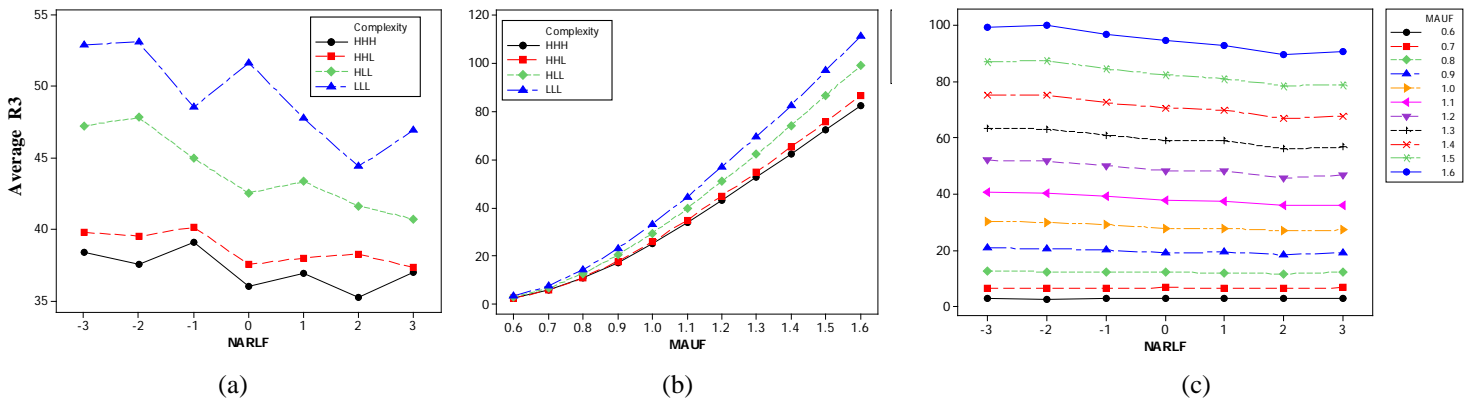 55
50
45
40
35
Average R3
Complexity
HHH
HHL
HLL
LLL
-3 -2 -1 0 1 2 3
NARLF
(a)
120
100
80
60
40
20
0
Complexity
HHH
HHL
HLL
LLL
0.6 0.7 0.8 0.9 1.0 1.1 1.2 1.3 1.4 1.5 1.6
MAUF
(b)
100
80
60
40
20
0
-3 -2 -1 0 1 2 3
NARLF
(c)
MAUF
0.6
0.7
0.8
0.9
1.0
1.1
1.2
1.3
1.4
1.5
1.6